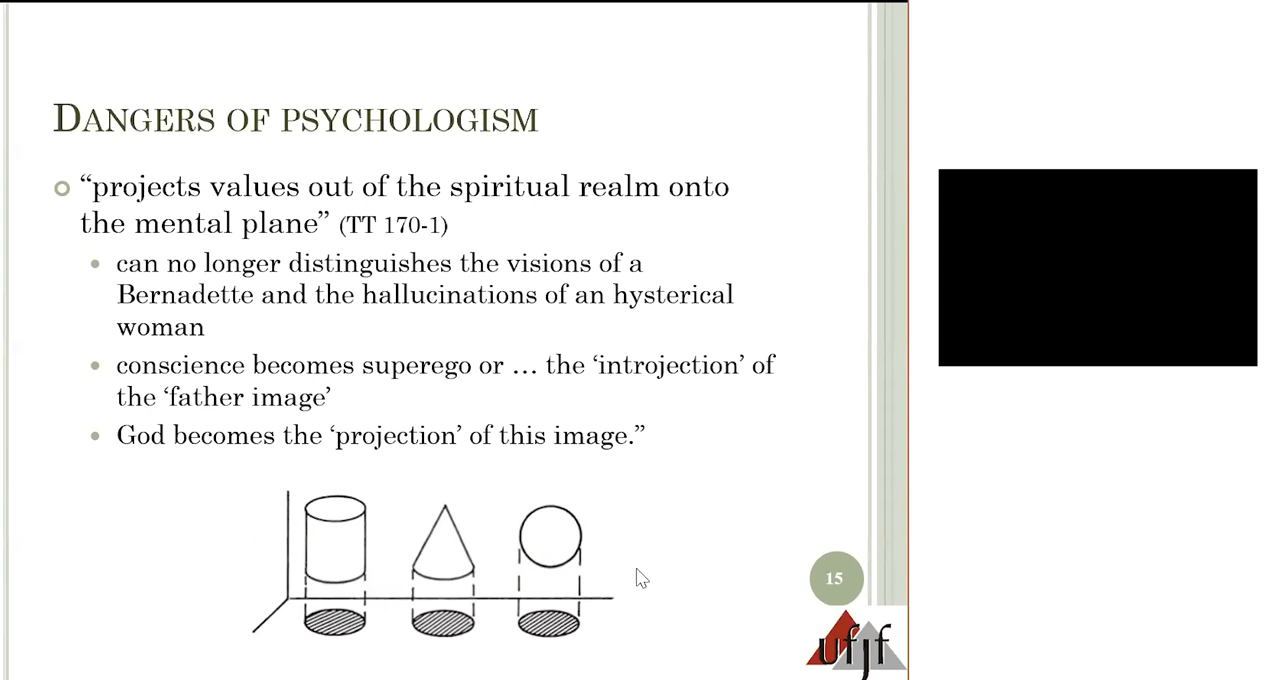 DANGERS OF PSYCHOLOGISM
“projects values out of the spiritual realm onto
the mental plane” (TT 170-1)
can no longer distinguishes the visions of a
Bernadette and the hallucinations of an hysterical
woman
conscience becomes superego or … the ‘introjection’ of
the ‘father image’
God becomes the ‘projection’ of this image.”
15
ufjf